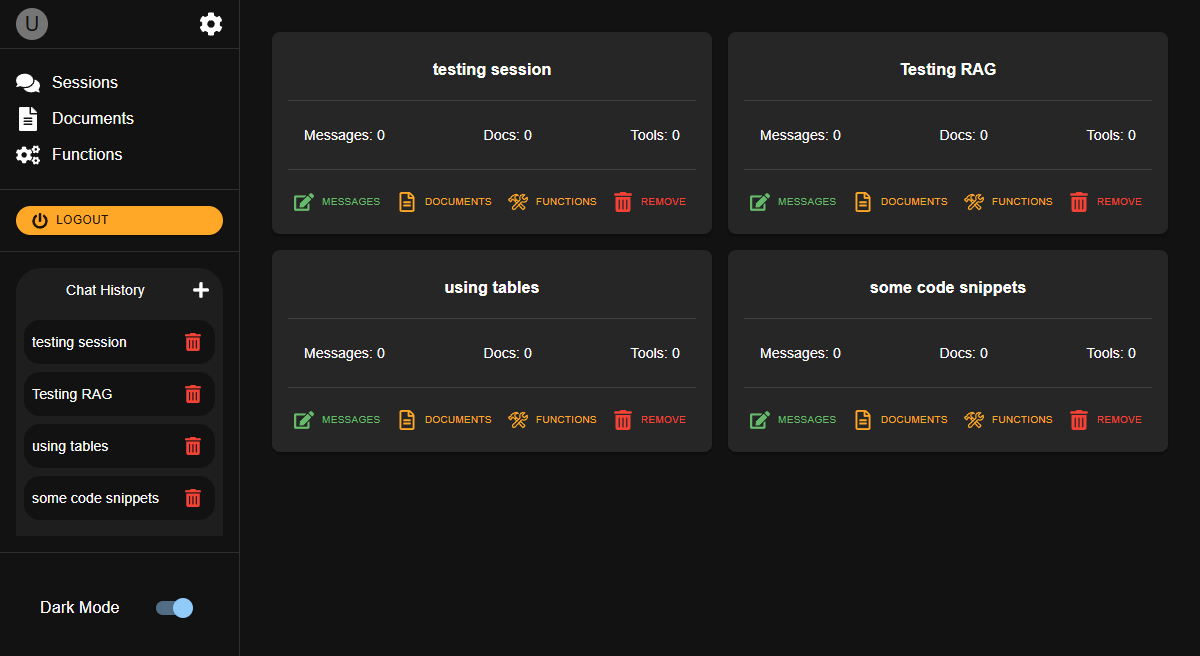 U
Sessions
Documents
Functions
LOGOUT
Chat History
testing session
Testing RAG
using tables
some code snippets
Dark Mode
testing session
Messages: 0 Docs: 0 Tools: 0
MESSAGES DOCUMENTS FUNCTIONS REMOVE
Testing RAG
Messages: 0 Docs: 0 Tools: 0
MESSAGES DOCUMENTS FUNCTIONS REMOVE
using tables
Messages: 0 Docs: 0 Tools: 0
MESSAGES DOCUMENTS FUNCTIONS REMOVE
some code snippets
Messages: 0 Docs: 0 Tools: 0
MESSAGES DOCUMENTS FUNCTIONS REMOVE